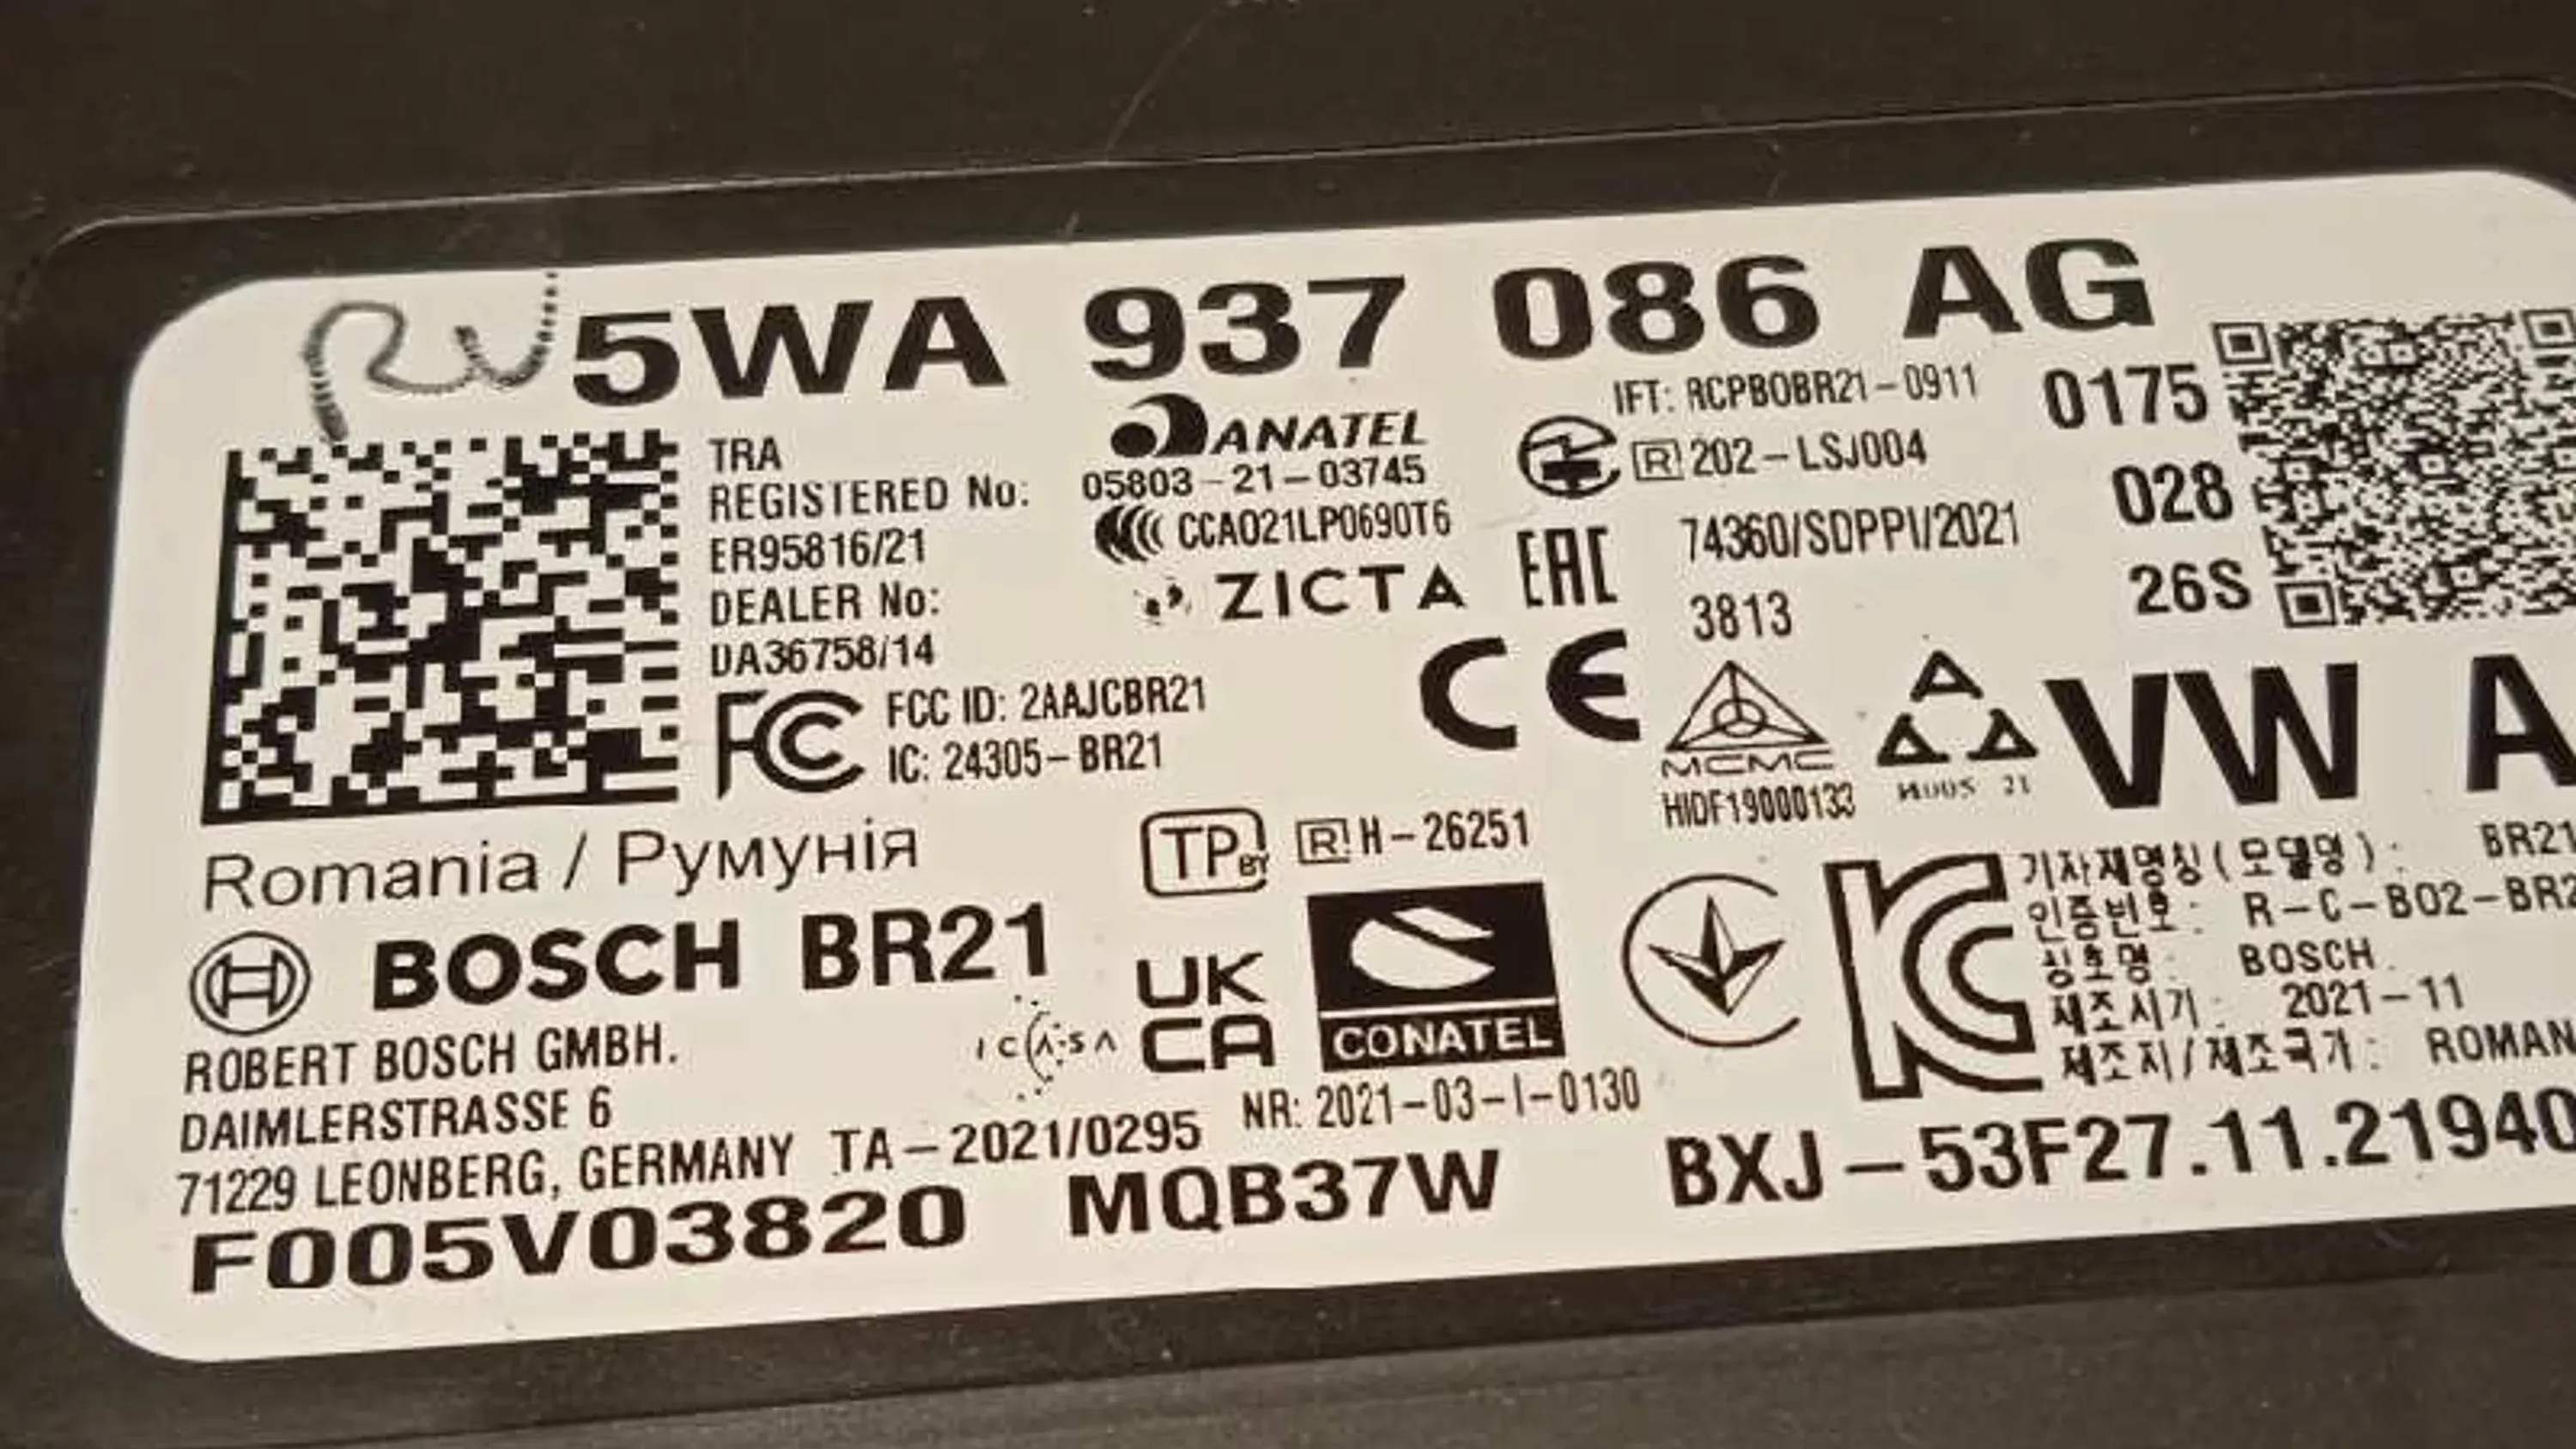 5WA 937 086 AG
TRA
REGISTERED No:
ER95816/21
DEALER No:
DA36758/14
ANATEL
05803-21-03745
CCAO21LP0690T6
ZICTA
EAC
IFT: RCPBOBR21-0911
R 202-LSJ004
74360/SDPPI/2021
3813
0175
028
26S
FC FCC ID: 2AAJCBR21
IC: 24305-BR21
CE
MCMC
HIDF19000133
VW A
Romania / Румунія
TP BY R H-26251
BOSCH BR21
ICASA
UK
CA
CONATEL
NR: 2021-03-I-0130
기자재명칭(모델명): BR21
인증번호: R-C-BO2-BR2
상호명: BOSCH
제조시기: 2021-11
제조지/제조국가: ROMAN
ROBERT BOSCH GMBH.
DAIMLERSTRASSE 6
71229 LEONBERG, GERMANY TA-2021/0295
F005V03820 MQB37W BXJ-53F27.11.21940